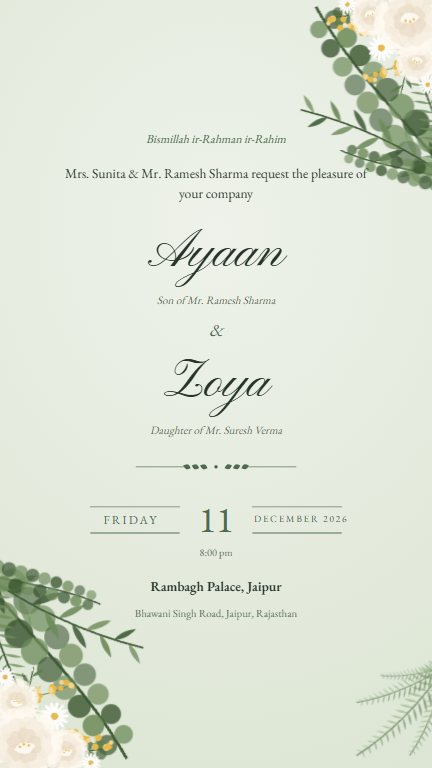 Bismillah ir-Rahman ir-Rahim
Mrs. Sunita & Mr. Ramesh Sharma request the pleasure of
your company
Ayaan
Son of Mr. Ramesh Sharma
&
Zoya
Daughter of Mr. Suresh Verma
FRIDAY
11
DECEMBER 2026
8:00 pm
Rambagh Palace, Jaipur
Bhawani Singh Road, Jaipur, Rajasthan